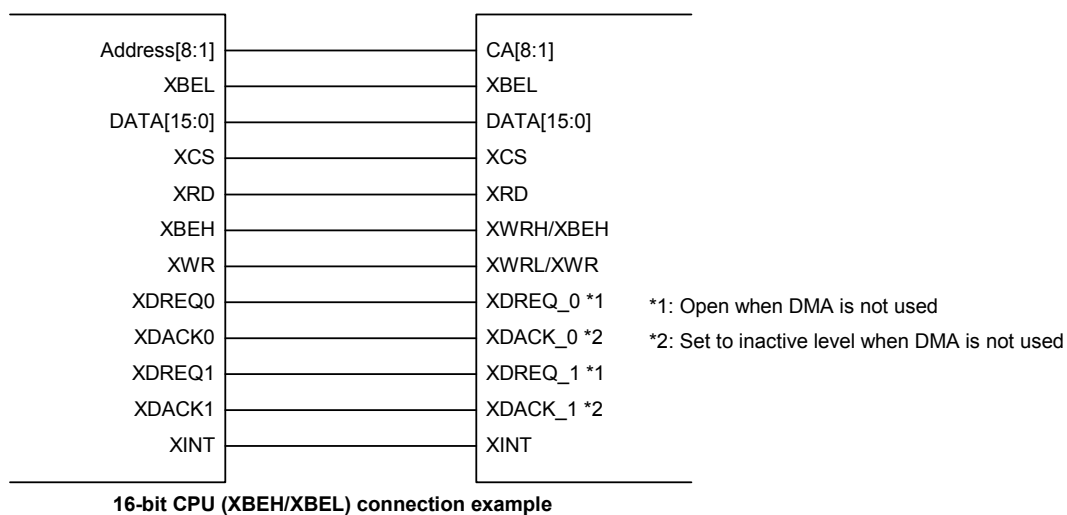 Address[8:1] CA[8:1]
XBEL XBEL
DATA[15:0] DATA[15:0]
XCS XCS
XRD XRD
XBEH XWRH/XBEH
XWR XWRL/XWR
XDREQ0 XDREQ_0 *1 *1: Open when DMA is not used
XDACK0 XDACK_0 *2 *2: Set to inactive level when DMA is not used
XDREQ1 XDREQ_1 *1
XDACK1 XDACK_1 *2
XINT XINT
16-bit CPU (XBEH/XBEL) connection example